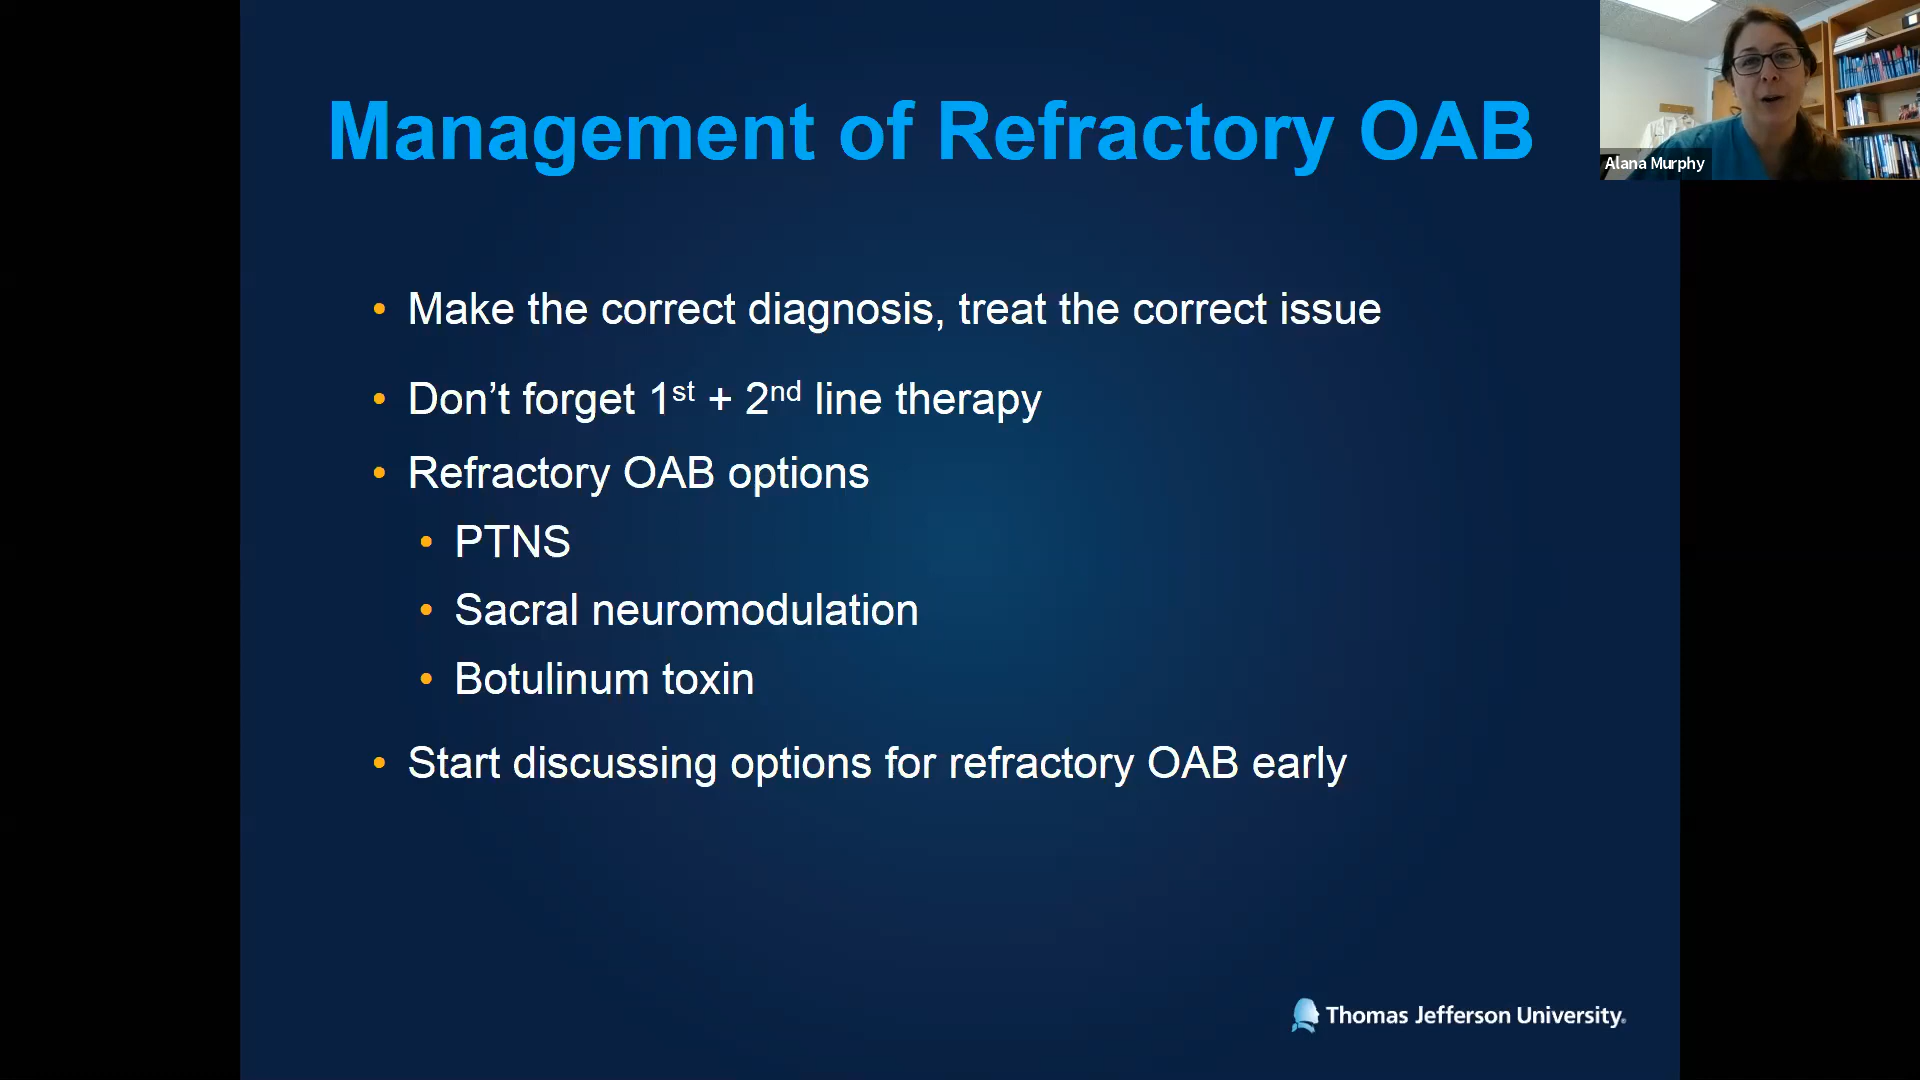 Management of Refractory OAB
Alana Murphy
• Make the correct diagnosis, treat the correct issue
• Don’t forget 1st + 2nd line therapy
• Refractory OAB options
• PTNS
• Sacral neuromodulation
• Botulinum toxin
• Start discussing options for refractory OAB early
Thomas Jefferson University.